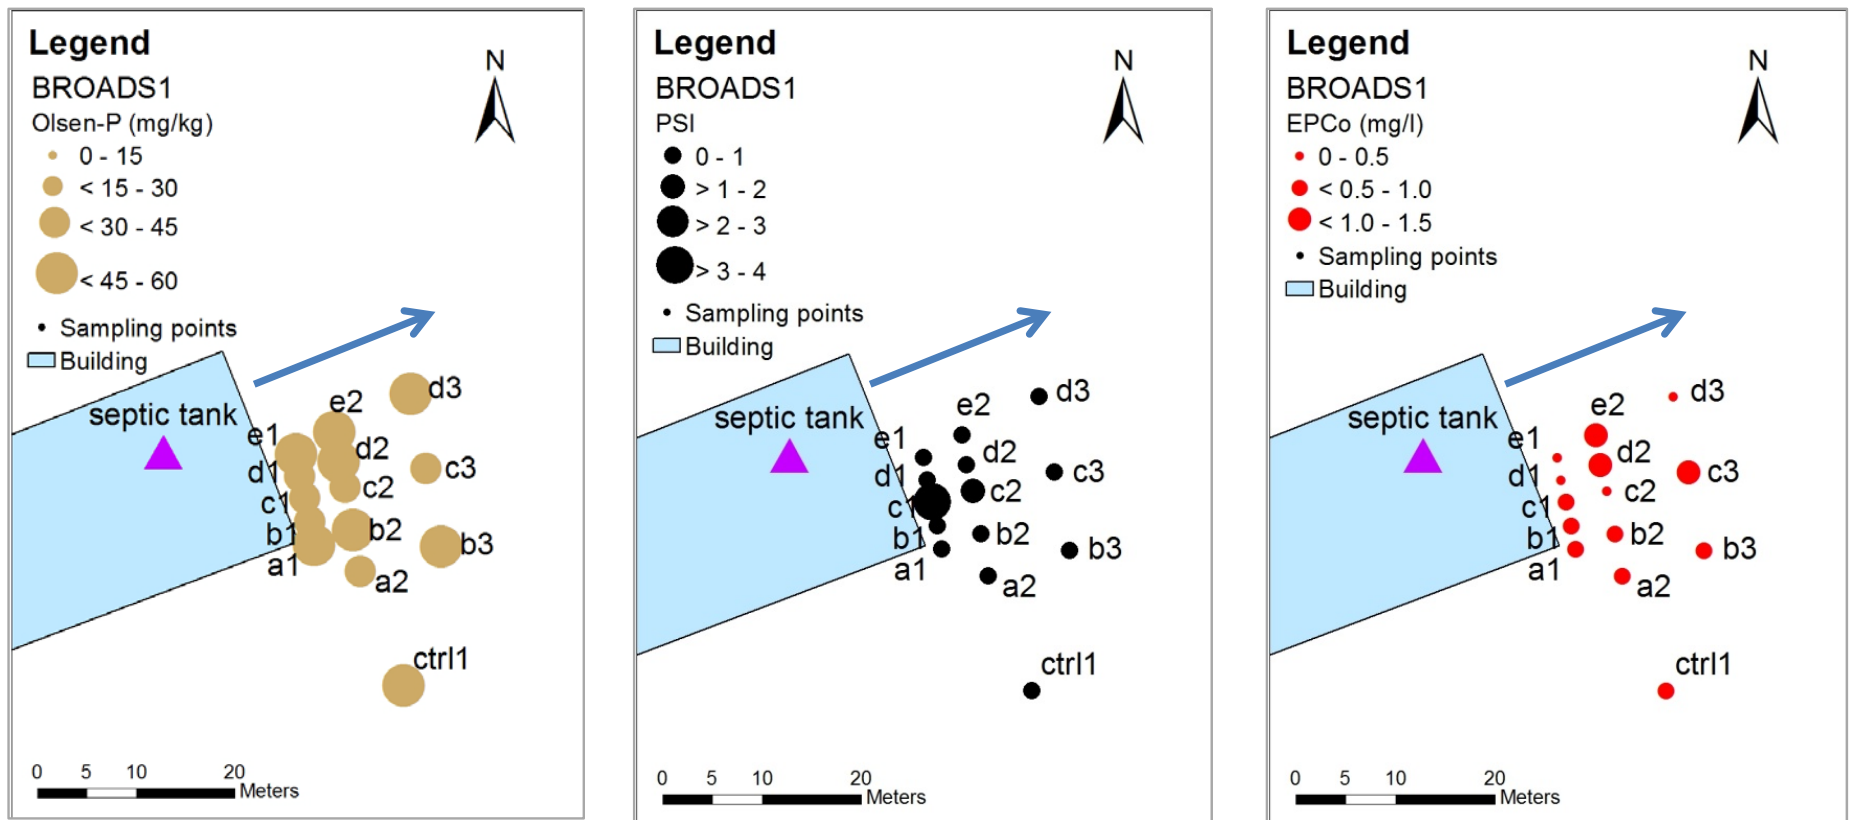 Legend
N
BROADS1
Olsen-P (mg/kg)
0 - 15
< 15 - 30
< 30 - 45
< 45 - 60
Sampling points
Building
septic tank
d3
e2
e1
d2
d1
c3
c2
c1
b2
b1
b3
a1
a2
ctrl1
0 5 10 20
Meters
Legend
N
BROADS1
PSI
0 - 1
> 1 - 2
> 2 - 3
> 3 - 4
Sampling points
Building
septic tank
d3
e2
e1
d2
d1
c3
c2
c1
b2
b1
b3
a1
a2
ctrl1
0 5 10 20
Meters
Legend
N
BROADS1
EPCo (mg/l)
0 - 0.5
< 0.5 - 1.0
< 1.0 - 1.5
Sampling points
Building
septic tank
d3
e2
e1
d2
d1
c3
c2
c1
b2
b1
b3
a1
a2
ctrl1
0 5 10 20
Meters